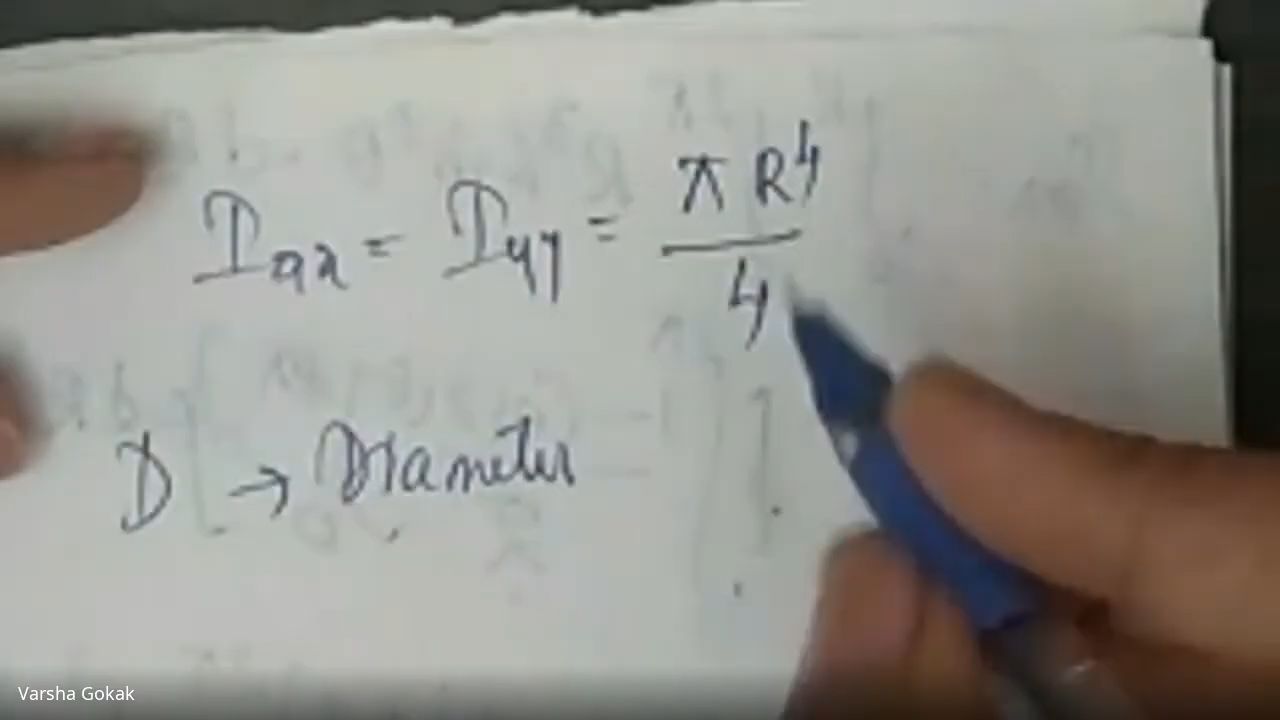 Ixx = Iyy = πR⁴/4
D → Diameter
Varsha Gokak